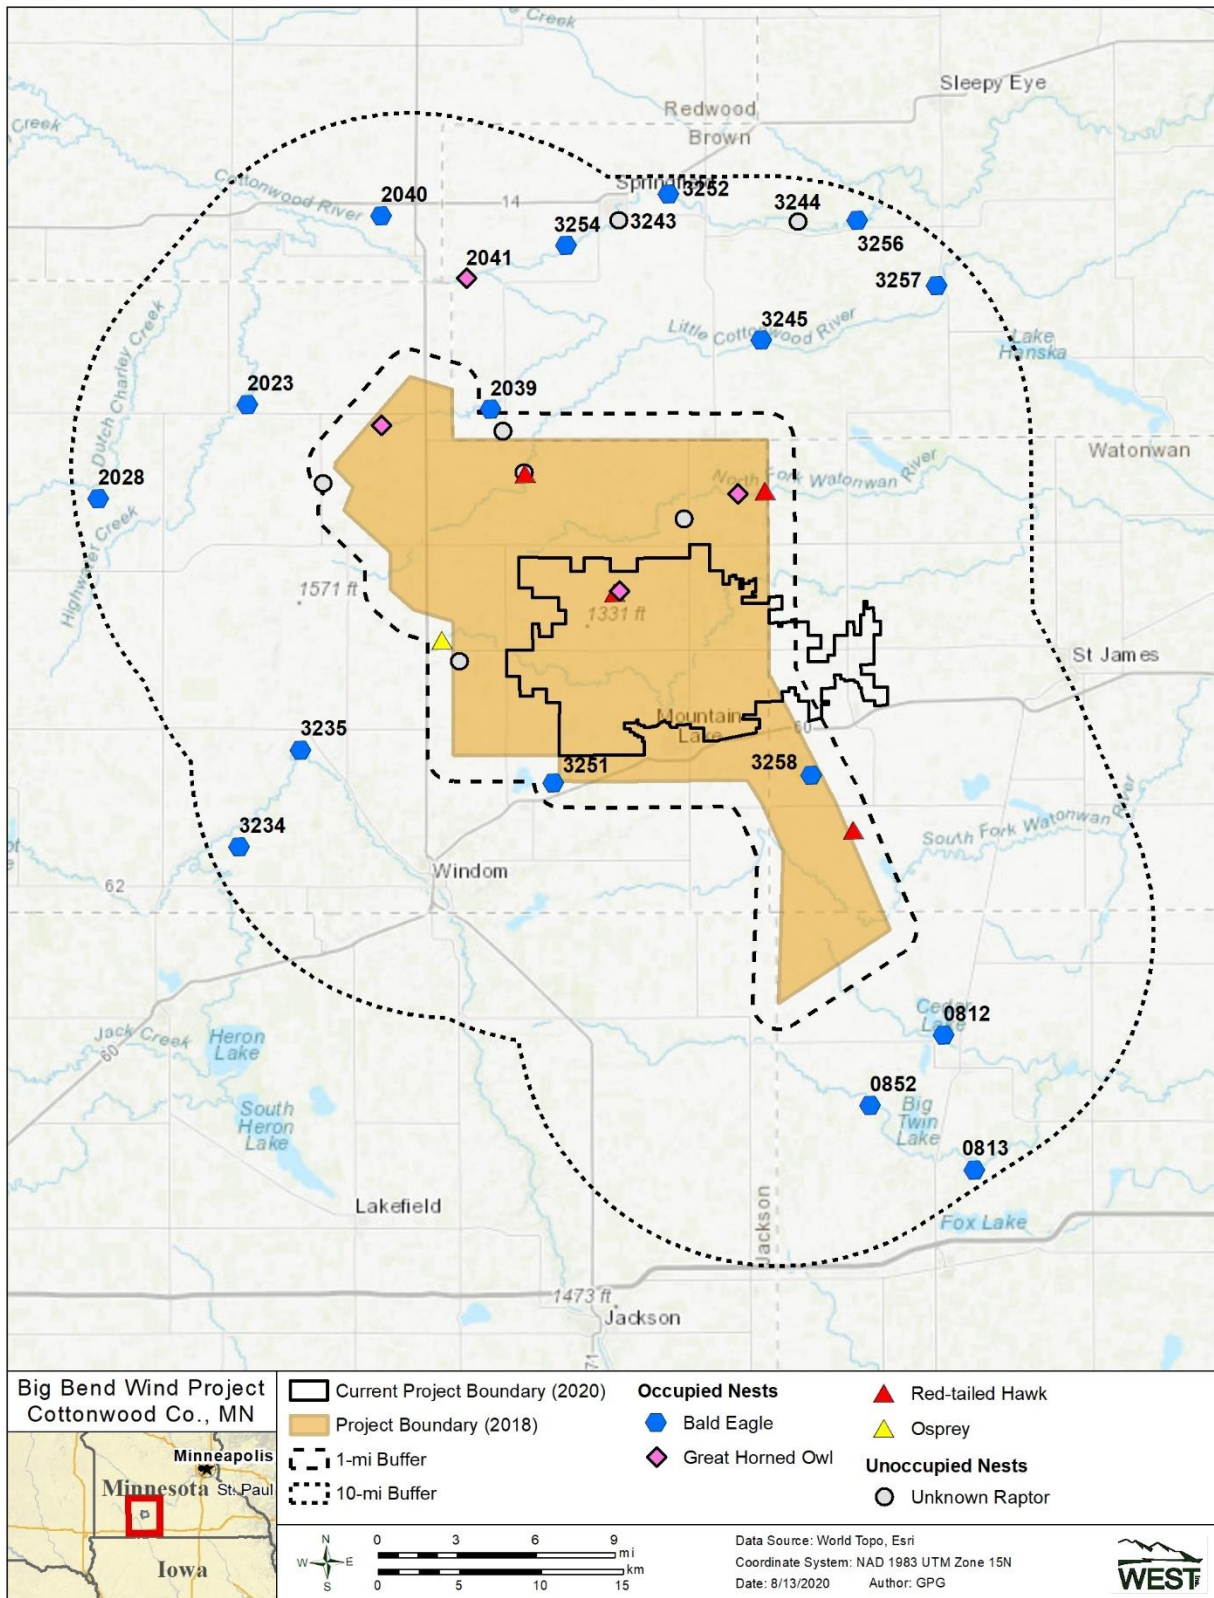 Creek
Sleepy Eye
Redwood
Brown
Creek
Cottonwood River
2040
14
3252
3243
3244
3254
3256
2041
3257
Dutch Charley Creek
Little Cottonwood River
3245
Lake
Hanska
2023
2039
Watonwan
2028
North Fork Watonwan River
Highwater Creek
1571 ft
1331 ft
St James
Mountain
Lake
60
3235
3251
3258
3234
South Fork Watonwan River
Windom
62
Cedar
Lake
0812
Jack Creek
60
Heron
Lake
0852
Big
Twin
Lake
South
Heron
Lake
0813
Lakefield
Jackson
Fox Lake
1473 ft
Jackson
71
Big Bend Wind Project
Cottonwood Co., MN
Minneapolis
Minnesota
St. Paul
Iowa
Current Project Boundary (2020)
Project Boundary (2018)
1-mi Buffer
10-mi Buffer
Occupied Nests
Bald Eagle
Great Horned Owl
Red-tailed Hawk
Osprey
Unoccupied Nests
Unknown Raptor
N
W E
S
0 3 6 9
mi
km
0 5 10 15
Data Source: World Topo, Esri
Coordinate System: NAD 1983 UTM Zone 15N
Date: 8/13/2020 Author: GPG
WEST